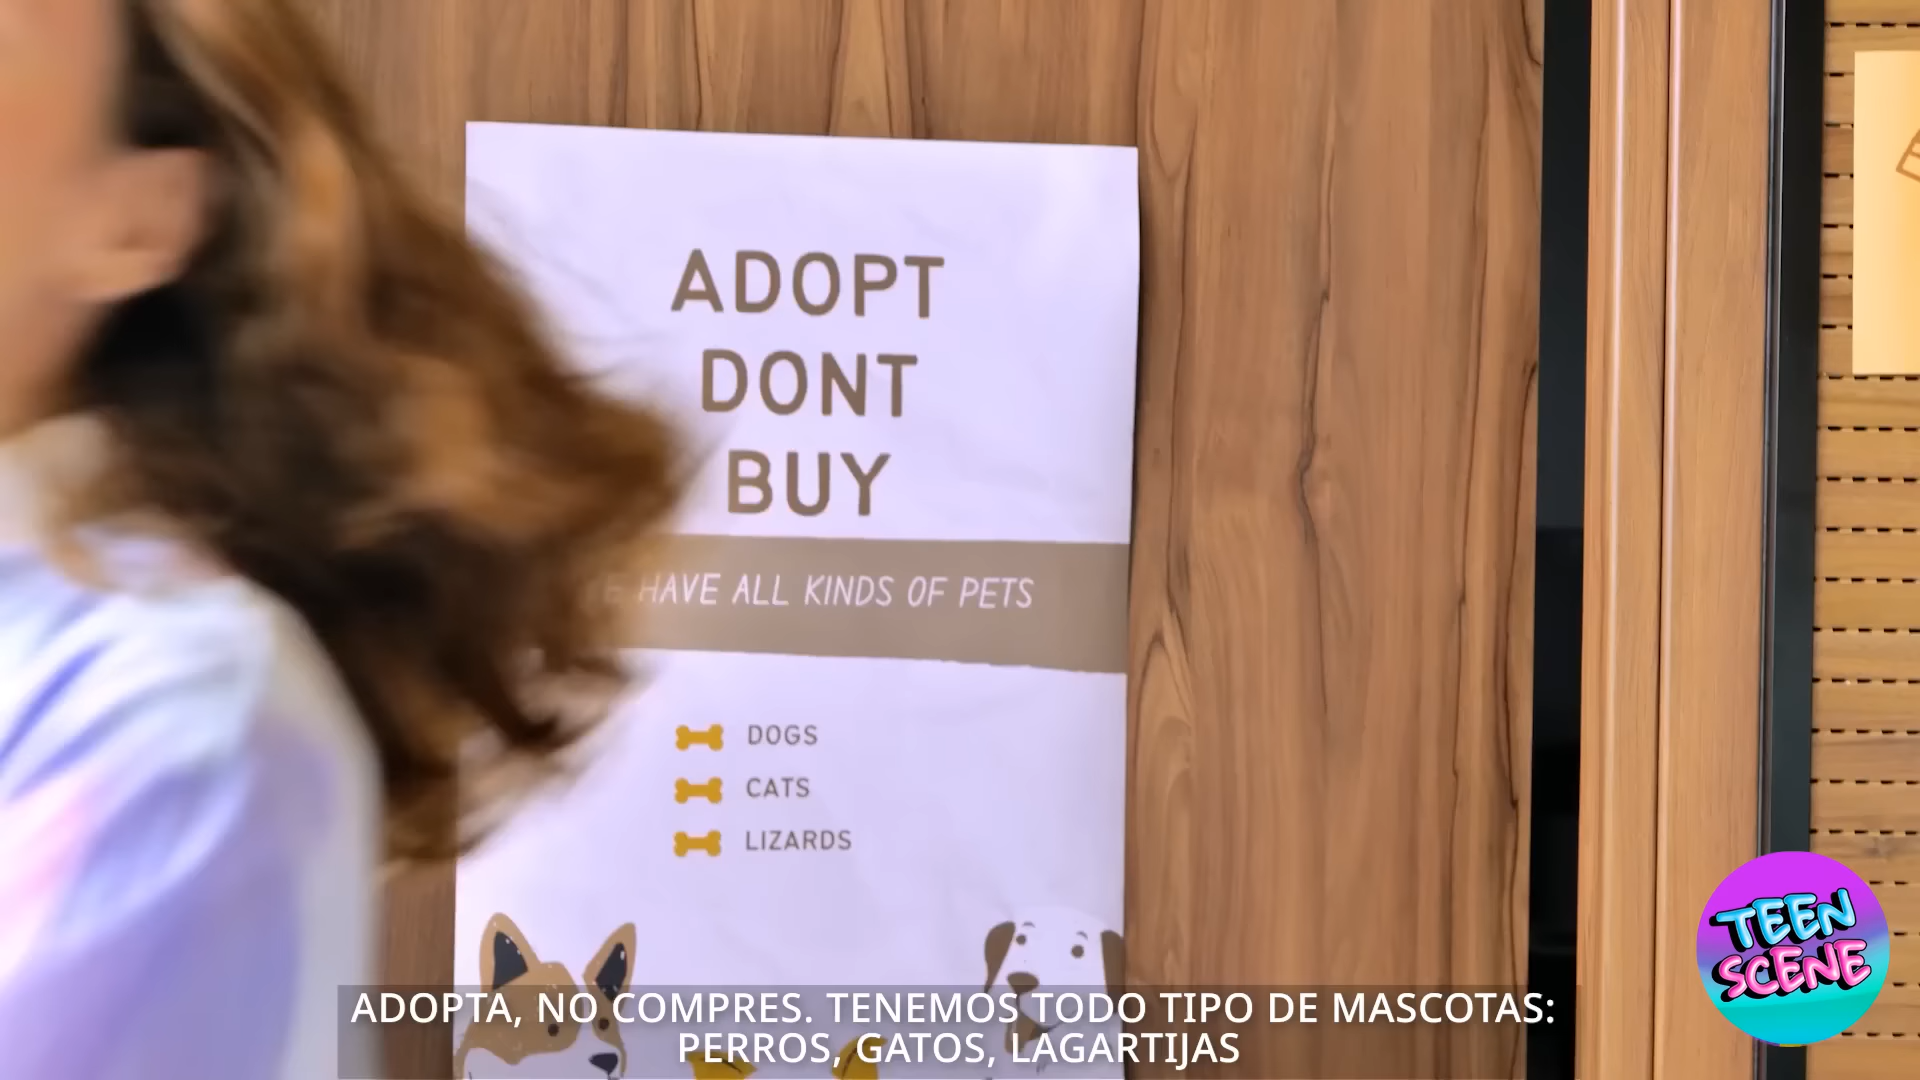 ADOPT
DONT
BUY
HAVE ALL KINDS OF PETS
DOGS
CATS
LIZARDS
TEEN
SCENE
ADOPTA, NO COMPRES. TENEMOS TODO TIPO DE MASCOTAS:
PERROS, GATOS, LAGARTIJAS